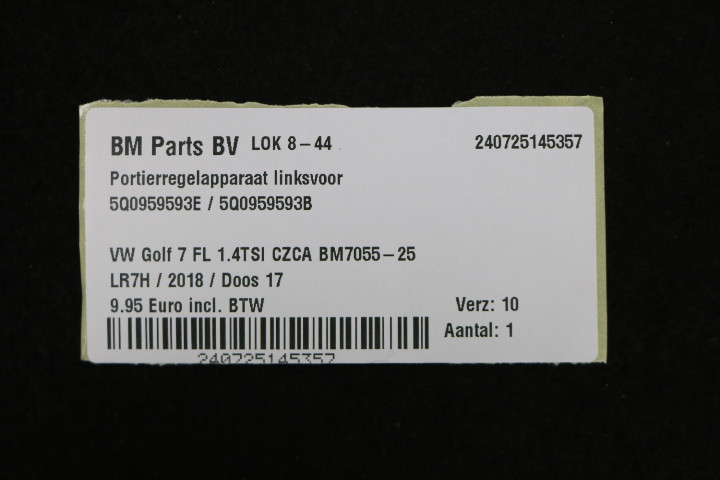 BM Parts BV LOK 8-44 240725145357
Portierregelapparaat linksvoor
5Q0959593E / 5Q0959593B
VW Golf 7 FL 1.4TSI CZCA BM7055-25
LR7H / 2018 / Doos 17
9.95 Euro incl. BTW Verz: 10
Aantal: 1
240725145357